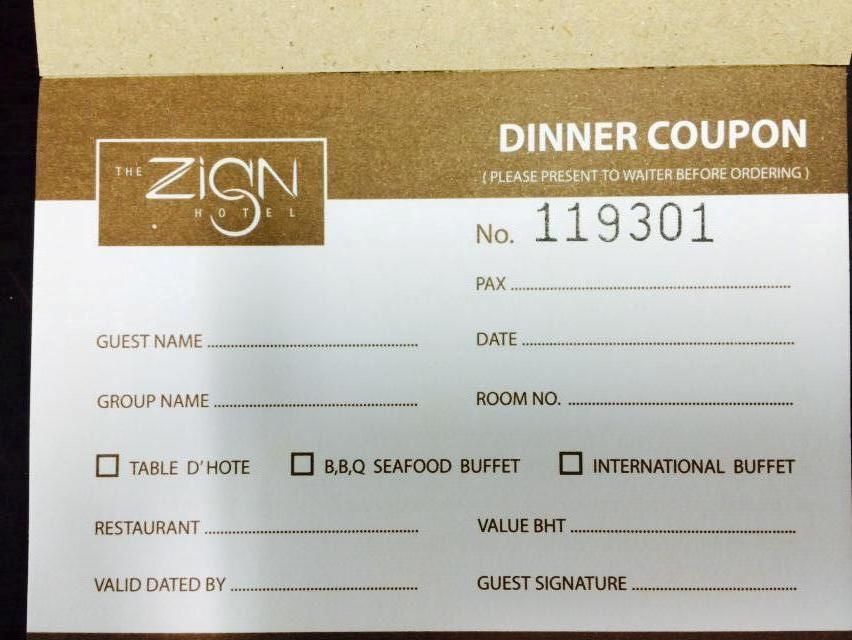 THE ZIGN
HOTEL
DINNER COUPON
( PLEASE PRESENT TO WAITER BEFORE ORDERING )
No. 119301
PAX
GUEST NAME
DATE
GROUP NAME
ROOM NO.
TABLE D'HOTE
B,B,Q SEAFOOD BUFFET
INTERNATIONAL BUFFET
RESTAURANT
VALUE BHT
VALID DATED BY
GUEST SIGNATURE